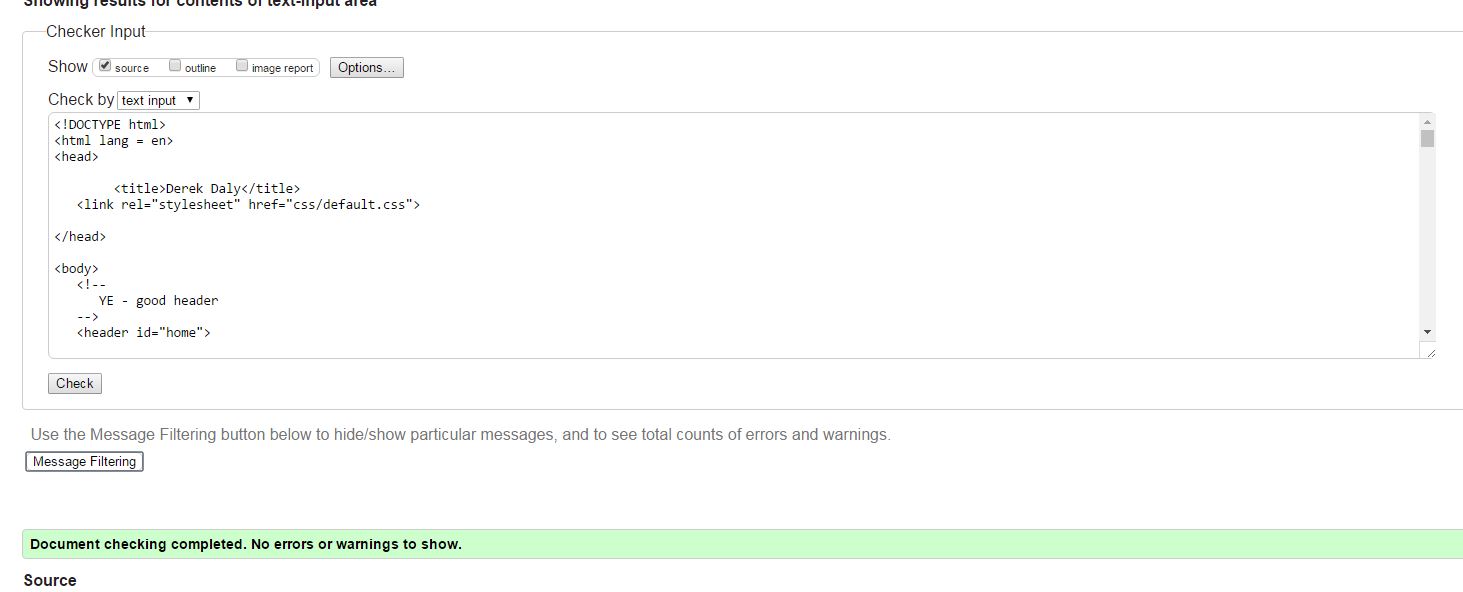 Showing results for contents of text-input area
Checker Input
Show source outline image report Options...
Check by text input
<!DOCTYPE html>
<html lang = en>
<head>
<title>Derek Daly</title>
<link rel="stylesheet" href="css/default.css">
</head>
<body>
<!--
YE - good header
-->
<header id="home">
Check
Use the Message Filtering button below to hide/show particular messages, and to see total counts of errors and warnings.
Message Filtering
Document checking completed. No errors or warnings to show.
Source